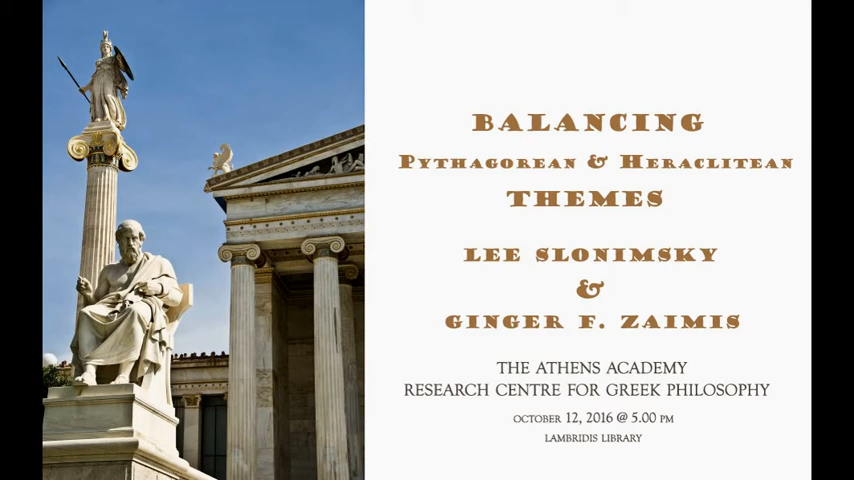 BALANCING
PYTHAGOREAN & HERACLITEAN
THEMES
LEE SLONIMSKY
&
GINGER F. ZAIMIS
THE ATHENS ACADEMY
RESEARCH CENTRE FOR GREEK PHILOSOPHY
OCTOBER 12, 2016 @ 5.00 PM
LAMBRIDIS LIBRARY